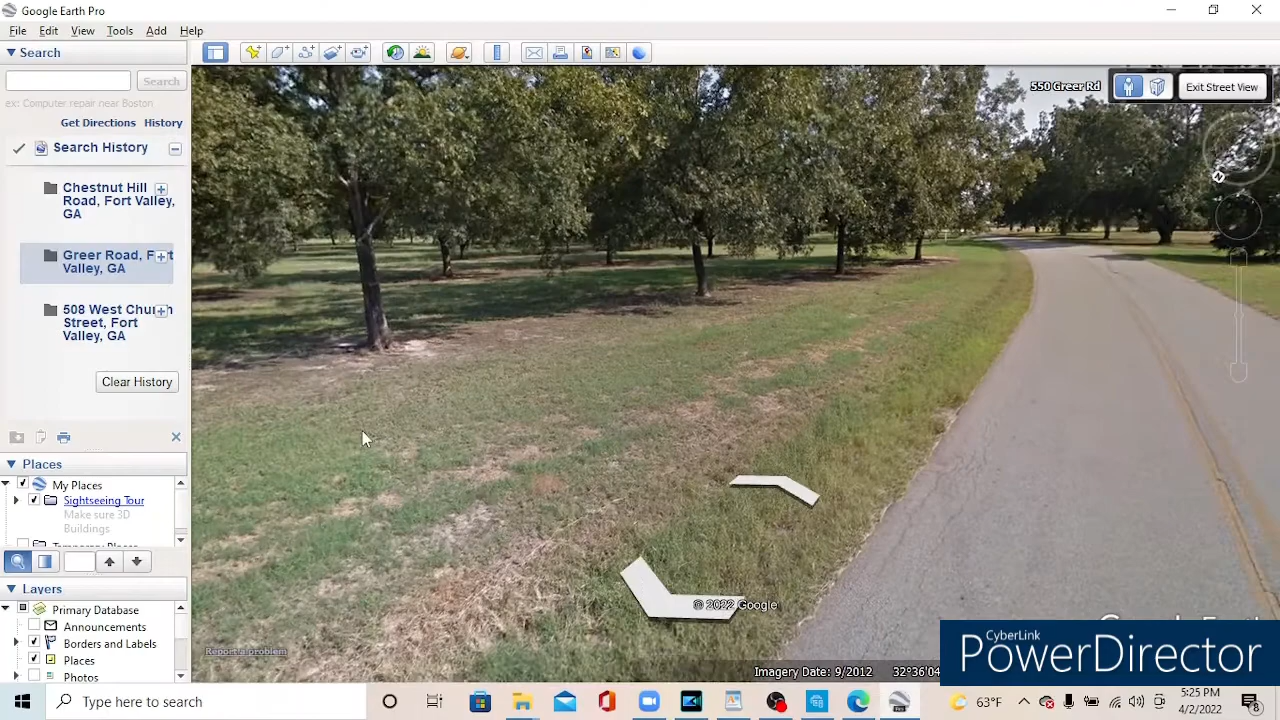 Google Earth Pro
File Edit View Tools Add Help
Search
Search
ex: Computer repair near Boston
Get Directions History
Search History
Chestnut Hill
Road, Fort Valley,
GA
Greer Road, Fort
Valley, GA
508 West Church
Street, Fort
Valley, GA
Clear History
Places
My Places
Sightseeing Tour
Make sure 3D
Buildings
Layers
Primary Database
Announcements
Borders and Labels
Places
Photos
550 Greer Rd
Exit Street View
N
© 2022 Google
Report a problem
Imagery Date: 9/2012 32°36'04
CyberLink
PowerDirector
Type here to search
63°F
5:25 PM
4/2/2022
8